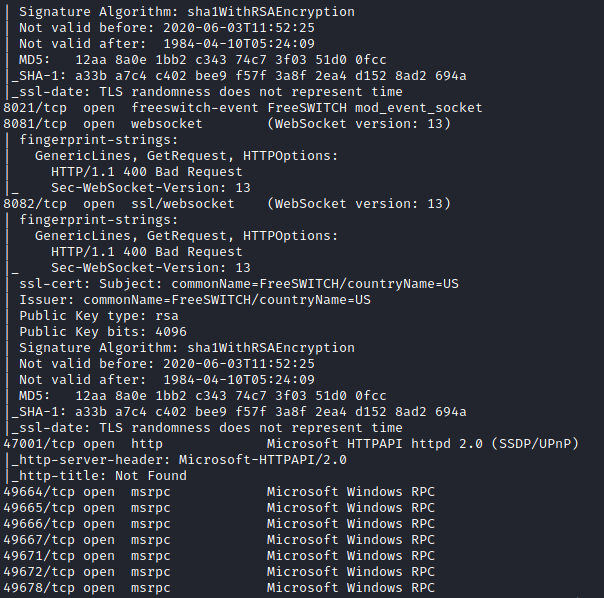 | Signature Algorithm: sha1WithRSAEncryption
| Not valid before: 2020-06-03T11:52:25
| Not valid after:  1984-04-10T05:24:09
| MD5:   12aa 8a0e 1bb2 c343 74c7 3f03 51d0 0fcc
|_SHA-1: a33b a7c4 c402 bee9 f57f 3a8f 2ea4 d152 8ad2 694a
|_ssl-date: TLS randomness does not represent time
8021/tcp  open  freeswitch-event FreeSWITCH mod_event_socket
8081/tcp  open  websocket        (WebSocket version: 13)
| fingerprint-strings:
|   GenericLines, GetRequest, HTTPOptions:
|     HTTP/1.1 400 Bad Request
|_    Sec-WebSocket-Version: 13
8082/tcp  open  ssl/websocket    (WebSocket version: 13)
| fingerprint-strings:
|   GenericLines, GetRequest, HTTPOptions:
|     HTTP/1.1 400 Bad Request
|_    Sec-WebSocket-Version: 13
| ssl-cert: Subject: commonName=FreeSWITCH/countryName=US
| Issuer: commonName=FreeSWITCH/countryName=US
| Public Key type: rsa
| Public Key bits: 4096
| Signature Algorithm: sha1WithRSAEncryption
| Not valid before: 2020-06-03T11:52:25
| Not valid after:  1984-04-10T05:24:09
| MD5:   12aa 8a0e 1bb2 c343 74c7 3f03 51d0 0fcc
|_SHA-1: a33b a7c4 c402 bee9 f57f 3a8f 2ea4 d152 8ad2 694a
|_ssl-date: TLS randomness does not represent time
47001/tcp open  http             Microsoft HTTPAPI httpd 2.0 (SSDP/UPnP)
|_http-server-header: Microsoft-HTTPAPI/2.0
|_http-title: Not Found
49664/tcp open  msrpc            Microsoft Windows RPC
49665/tcp open  msrpc            Microsoft Windows RPC
49666/tcp open  msrpc            Microsoft Windows RPC
49667/tcp open  msrpc            Microsoft Windows RPC
49671/tcp open  msrpc            Microsoft Windows RPC
49672/tcp open  msrpc            Microsoft Windows RPC
49678/tcp open  msrpc            Microsoft Windows RPC